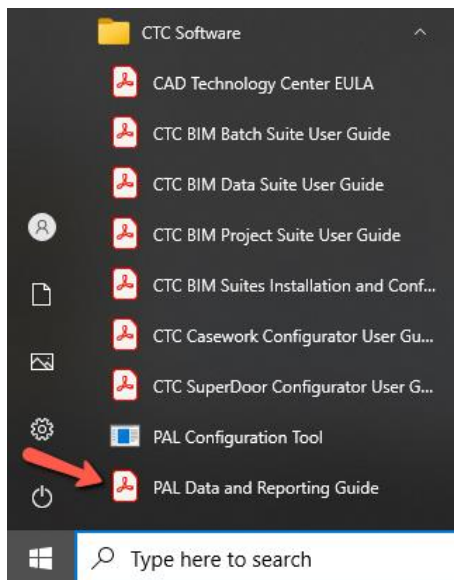 CTC Software
CAD Technology Center EULA
CTC BIM Batch Suite User Guide
CTC BIM Data Suite User Guide
CTC BIM Project Suite User Guide
CTC BIM Suites Installation and Conf...
CTC Casework Configurator User Gu...
CTC SuperDoor Configurator User G...
PAL Configuration Tool
PAL Data and Reporting Guide
Type here to search